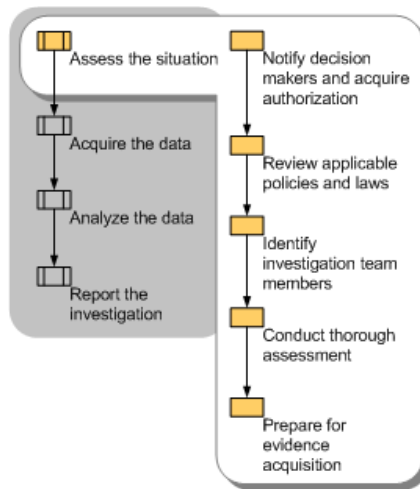 Assess the situation
Acquire the data
Analyze the data
Report the
investigation
Notify decision
makers and acquire
authorization
Review applicable
policies and laws
Identify
investigation team
members
Conduct thorough
assessment
Prepare for
evidence
acquisition